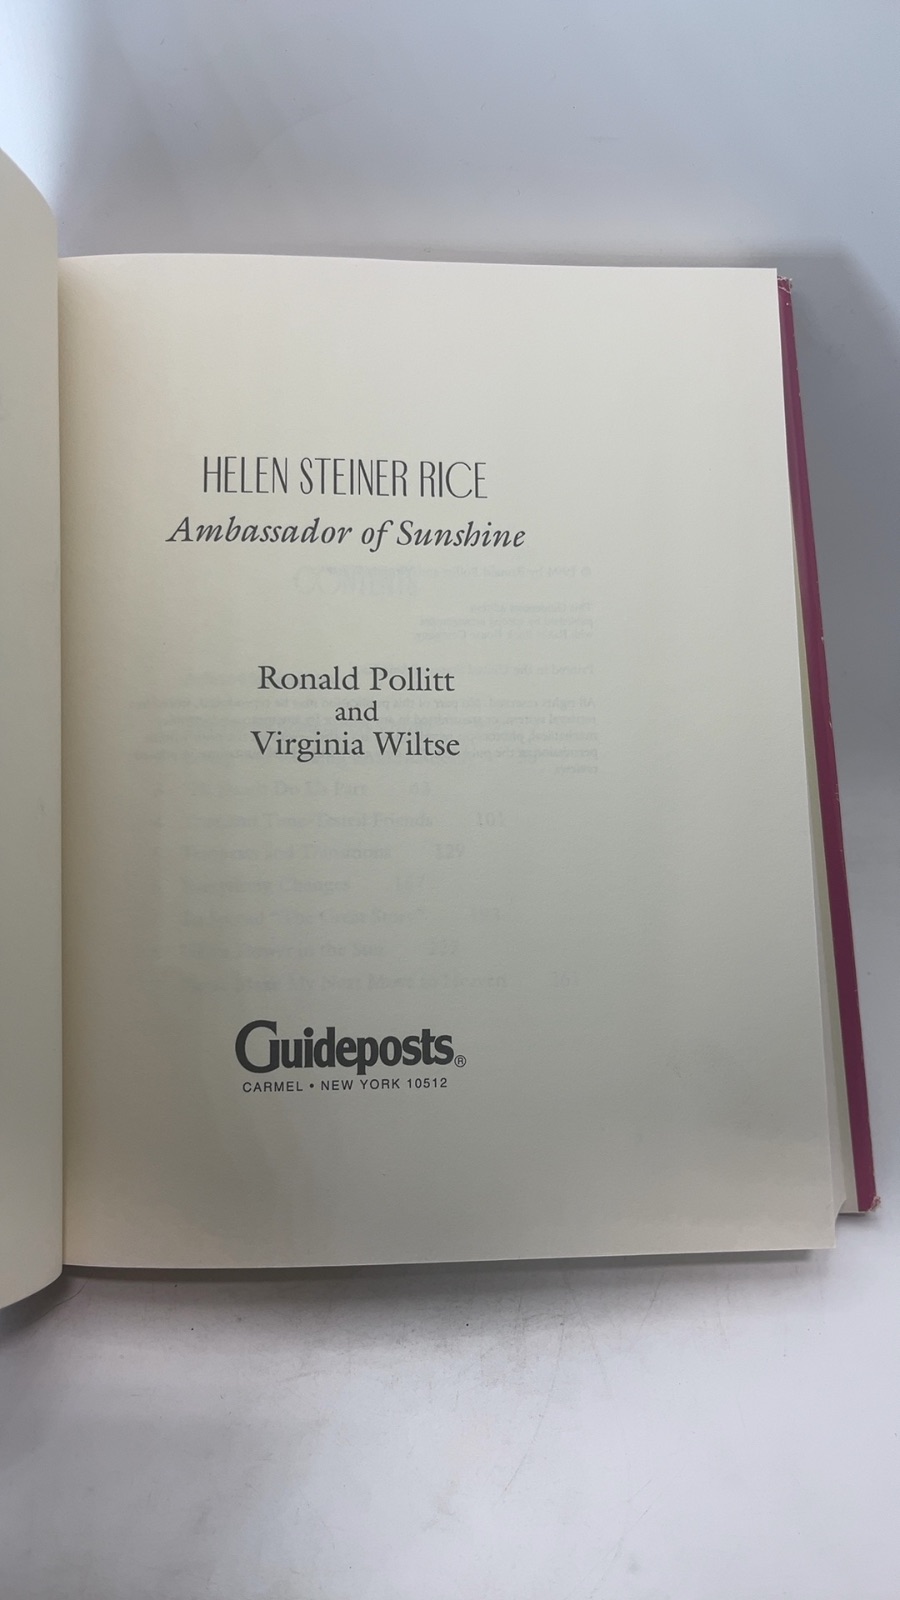 HELEN STEINER RICE
Ambassador of Sunshine
Ronald Pollitt
and
Virginia Wiltse
Guideposts®
CARMEL • NEW YORK 10512